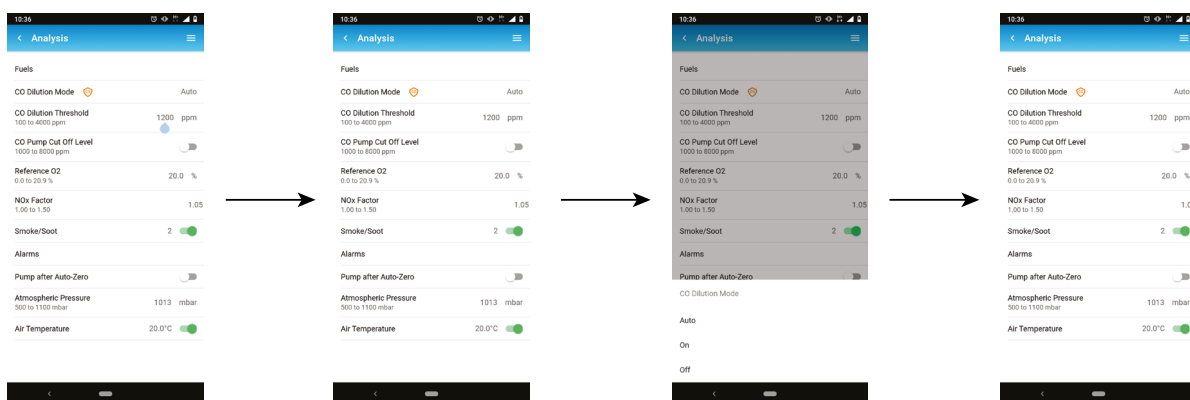 10:36
Analysis
Fuels
CO Dilution Mode Auto
CO Dilution Threshold
100 to 4000 ppm
1200 ppm
CO Pump Cut Off Level
1000 to 8000 ppm
Reference O2
0.0 to 20.9 %
20.0 %
NOx Factor
1.00 to 1.50
1.05
Smoke/Soot 2
Alarms
Pump after Auto-Zero
Atmospheric Pressure
500 to 1100 mbar
1013 mbar
Air Temperature 20.0°C
10:36
Analysis
Fuels
CO Dilution Mode Auto
CO Dilution Threshold
100 to 4000 ppm
1200 ppm
CO Pump Cut Off Level
1000 to 8000 ppm
Reference O2
0.0 to 20.9 %
20.0 %
NOx Factor
1.00 to 1.50
1.05
Smoke/Soot 2
Alarms
Pump after Auto-Zero
Atmospheric Pressure
500 to 1100 mbar
1013 mbar
Air Temperature 20.0°C
10:36
Analysis
Fuels
CO Dilution Mode Auto
CO Dilution Threshold
100 to 4000 ppm
1200 ppm
CO Pump Cut Off Level
1000 to 8000 ppm
Reference O2
0.0 to 20.9 %
20.0 %
NOx Factor
1.00 to 1.50
1.05
Smoke/Soot 2
Alarms
Pump after Auto-Zero
CO Dilution Mode
Auto
On
Off
10:36
Analysis
Fuels
CO Dilution Mode Auto
CO Dilution Threshold
100 to 4000 ppm
1200 ppm
CO Pump Cut Off Level
1000 to 8000 ppm
Reference O2
0.0 to 20.9 %
20.0 %
NOx Factor
1.00 to 1.50
Smoke/Soot 2
Alarms
Pump after Auto-Zero
Atmospheric Pressure
500 to 1100 mbar
1013 mbar
Air Temperature 20.0°C